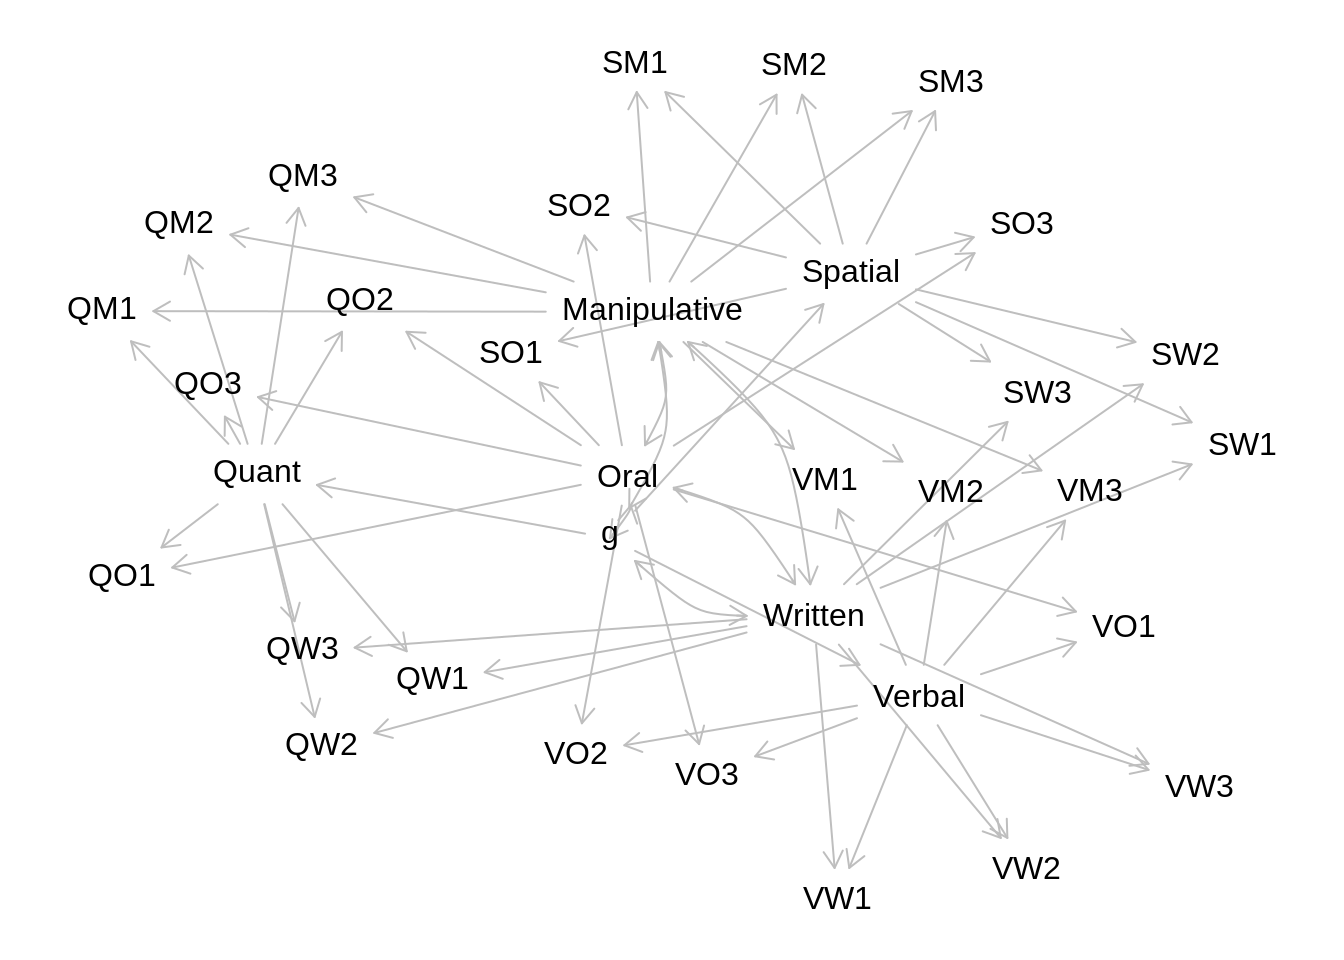 SM1
SM2
SM3
QM3
SO2
QM2
SO3
Spatial
QM1
QO2
Manipulative
SO1
SW2
QO3
SW3
SW1
Quant
Oral
VM1
VM2
VM3
g
QO1
Written
VO1
QW3
QW1
Verbal
QW2
VO2
VO3
VW3
VW2
VW1